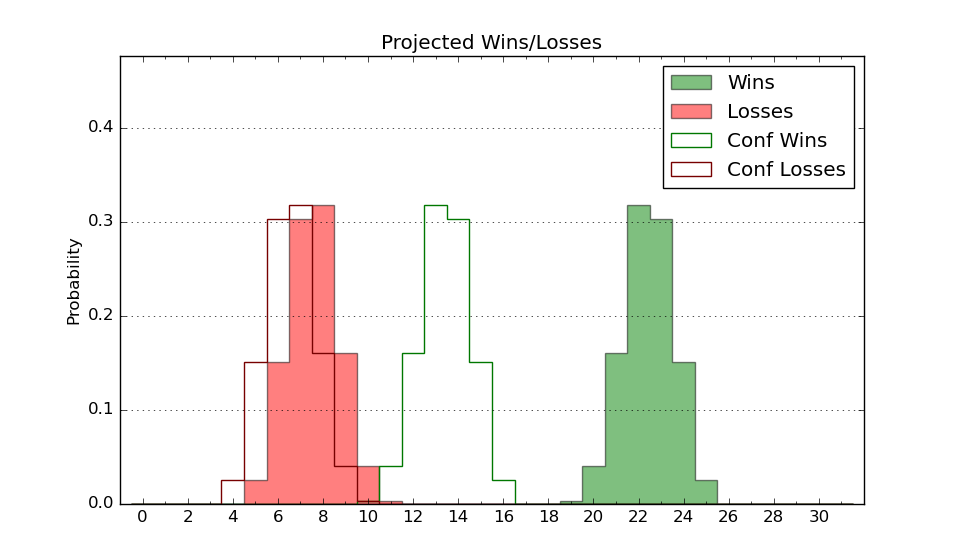 Projected Wins/Losses
Wins
Losses
Conf Wins
Conf Losses
Probability
0.4
0.3
0.2
0.1
0.0
0 2 4 6 8 10 12 14 16 18 20 22 24 26 28 30